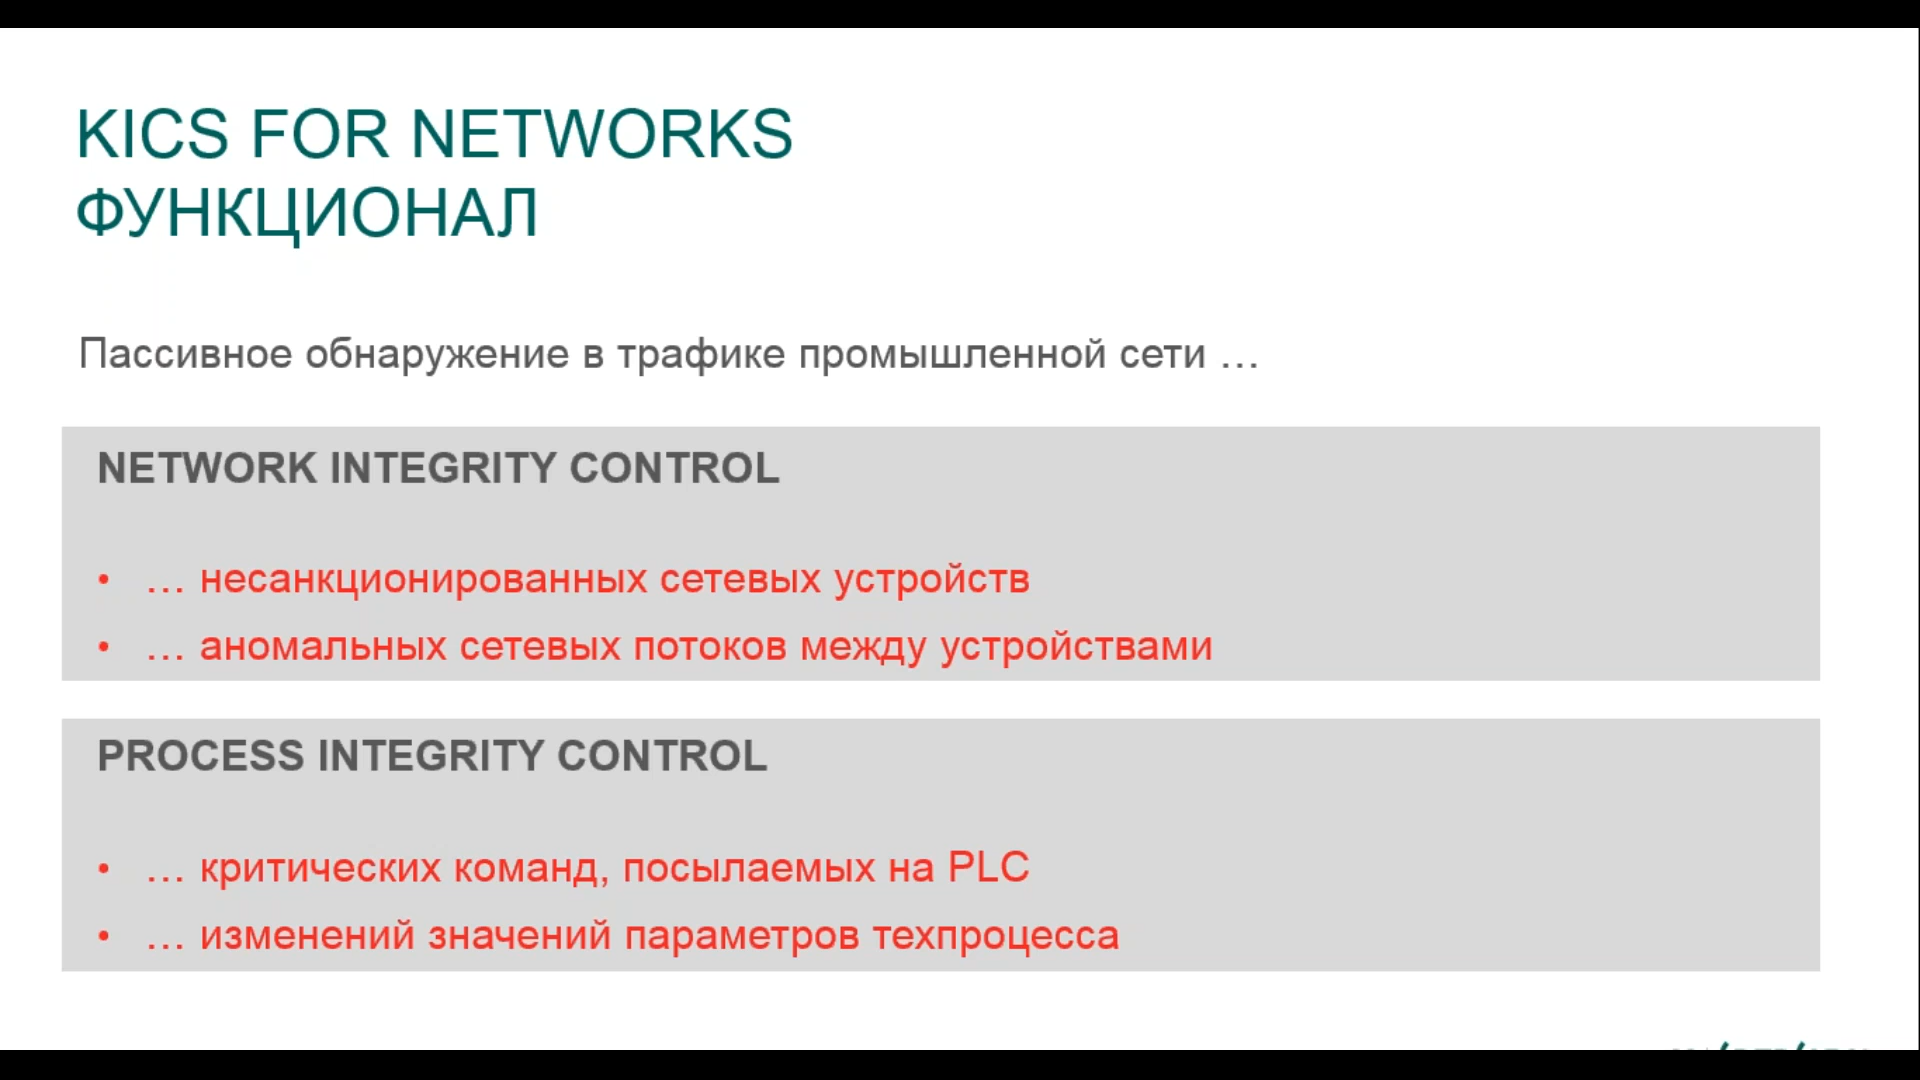 KICS FOR NETWORKS
ФУНКЦИОНАЛ
Пассивное обнаружение в трафике промышленной сети …
NETWORK INTEGRITY CONTROL
• … несанкционированных сетевых устройств
• … аномальных сетевых потоков между устройствами
PROCESS INTEGRITY CONTROL
• … критических команд, посылаемых на PLC
• … изменений значений параметров техпроцесса